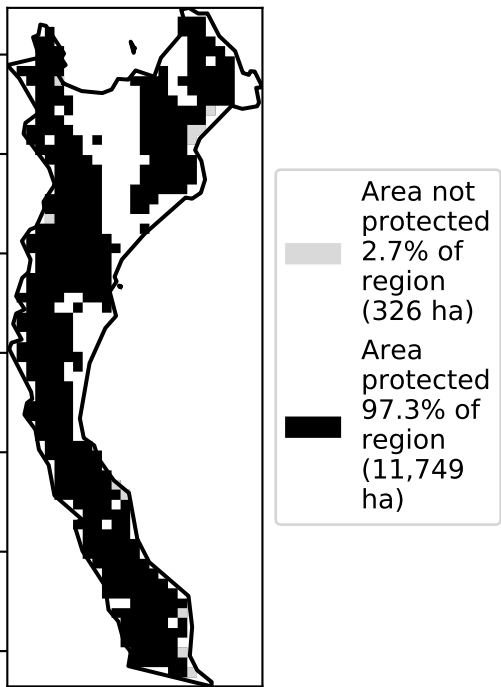 Area not
protected
2.7% of
region
(326 ha)
Area
protected
97.3% of
region
(11,749
ha)